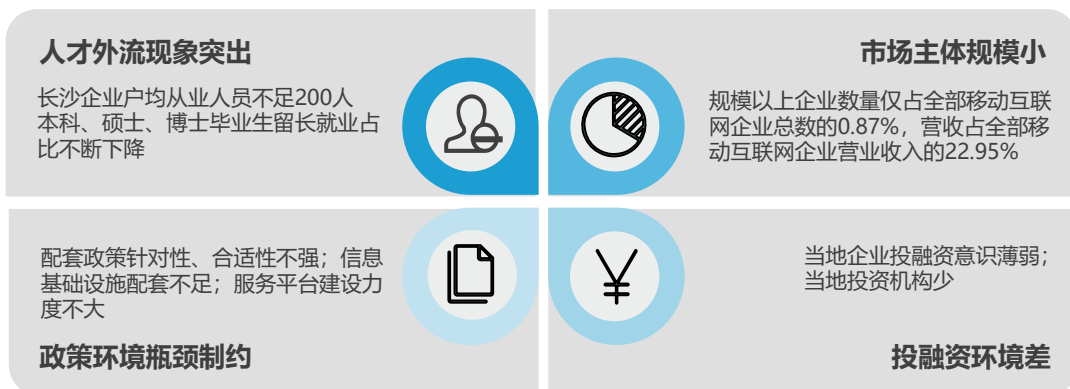 人才外流现象突出
长沙企业户均从业人员不足200人
本科、硕士、博士毕业生留长就业占
比不断下降
市场主体规模小
规模以上企业数量仅占全部移动互联
网企业总数的0.87%，营收占全部移
动互联网企业营业收入的22.95%
配套政策针对性、合适性不强；信息
基础设施配套不足；服务平台建设力
度不大
政策环境瓶颈制约
当地企业投融资意识薄弱；
当地投资机构少
投融资环境差